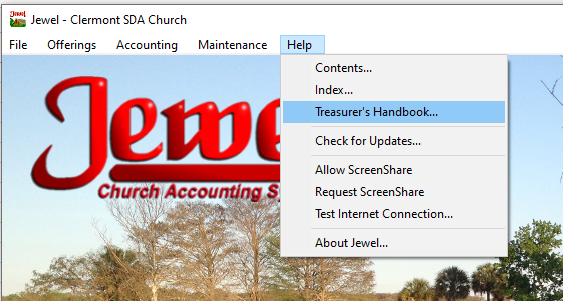 Jewel - Clermont SDA Church
File Offerings Accounting Maintenance Help
Contents...
Index...
Treasurer's Handbook...
Check for Updates...
Allow ScreenShare
Request ScreenShare
Test Internet Connection...
About Jewel...
Jewe
Church Accounting Sy